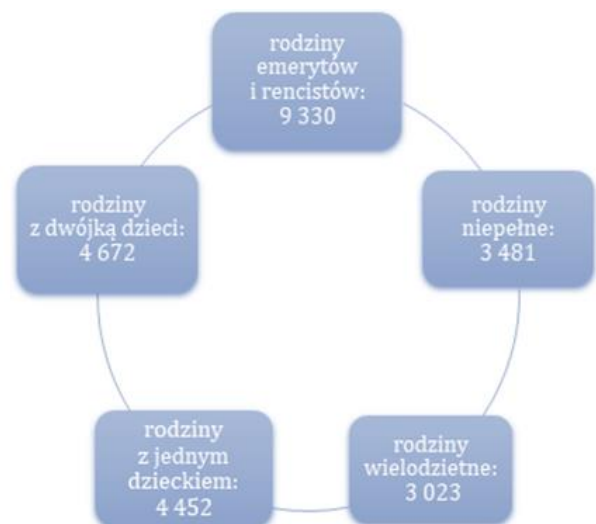 rodziny
emerytów
i rencistów:
9 330
rodziny
niepełne:
3 481
rodziny
wielodzietne:
3 023
rodziny
z jednym
dzieckiem:
4 452
rodziny
z dwójką dzieci:
4 672